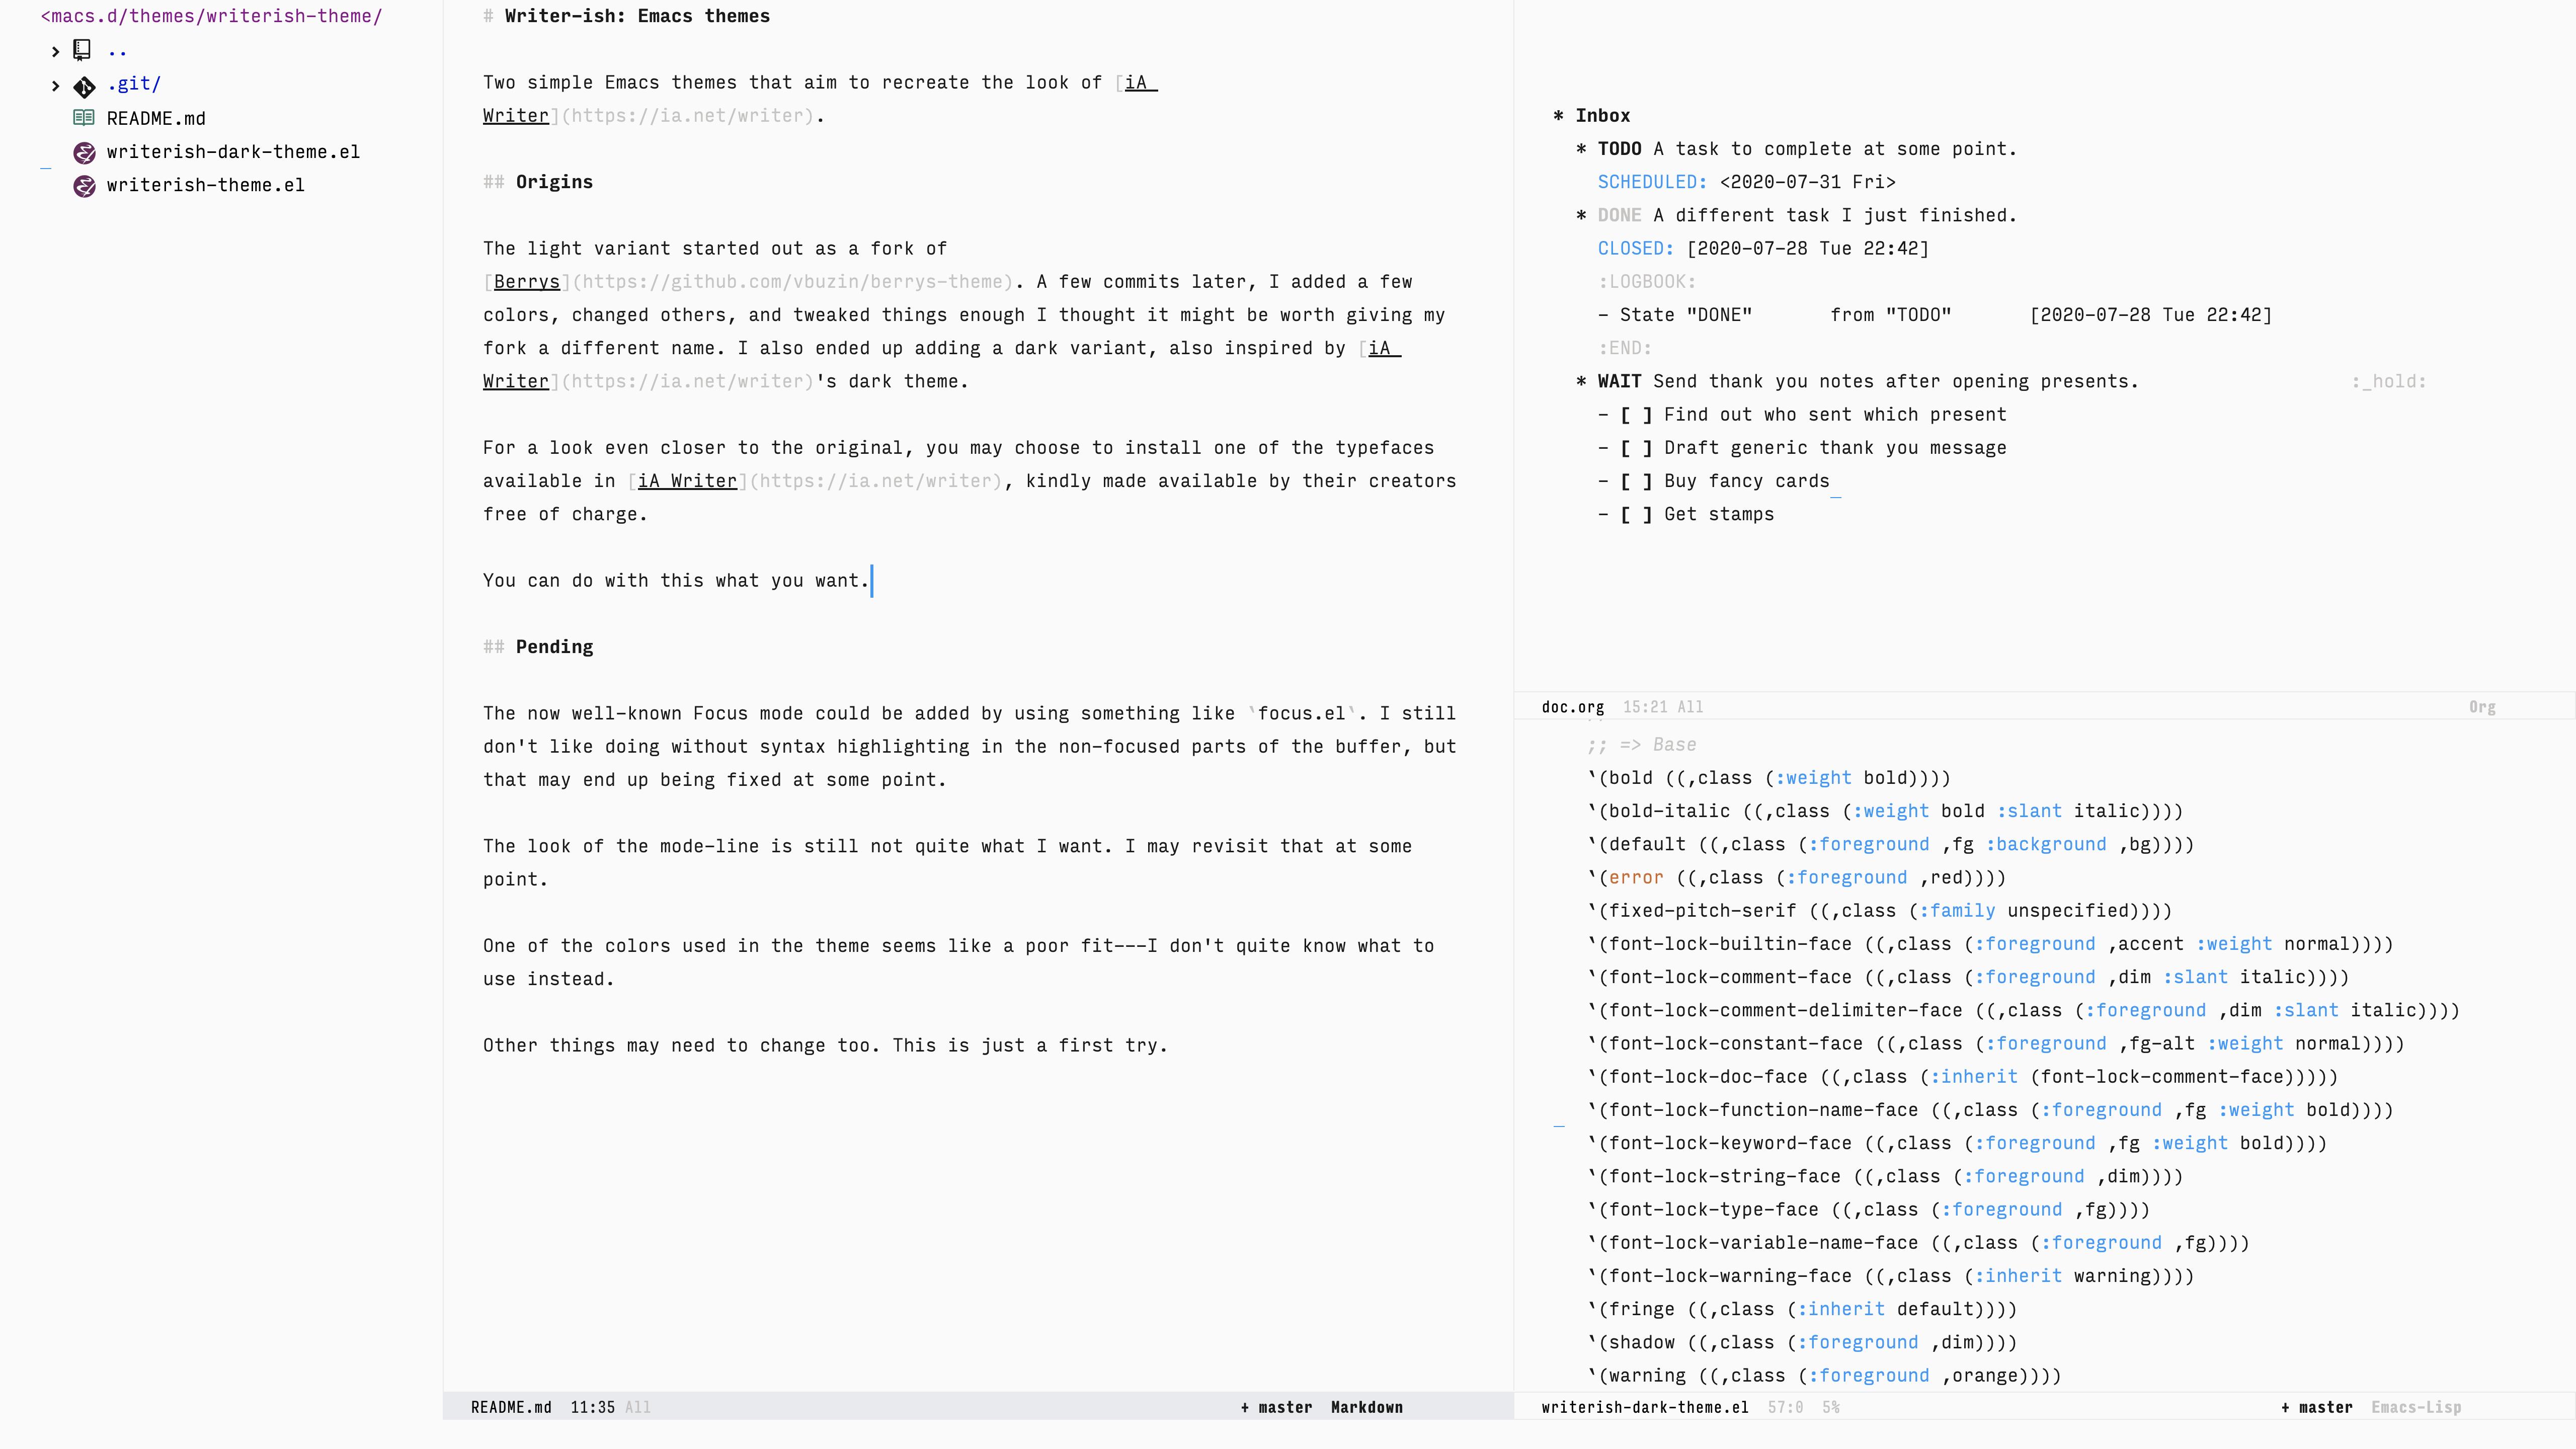 <macs.d/themes/writerish-theme/
..
.git/
README.md
writerish-dark-theme.el
writerish-theme.el
# Writer-ish: Emacs themes
Two simple Emacs themes that aim to recreate the look of [iA
Writer](https://ia.net/writer).
## Origins
The light variant started out as a fork of
[Berrys](https://github.com/vbuzin/berrys-theme). A few commits later, I added a few
colors, changed others, and tweaked things enough I thought it might be worth giving my
fork a different name. I also ended up adding a dark variant, also inspired by [iA
Writer](https://ia.net/writer)'s dark theme.
For a look even closer to the original, you may choose to install one of the typefaces
available in [iA Writer](https://ia.net/writer), kindly made available by their creators
free of charge.
You can do with this what you want.
## Pending
The now well-known Focus mode could be added by using something like `focus.el`. I still
don't like doing without syntax highlighting in the non-focused parts of the buffer, but
that may end up being fixed at some point.
The look of the mode-line is still not quite what I want. I may revisit that at some
point.
One of the colors used in the theme seems like a poor fit---I don't quite know what to
use instead.
Other things may need to change too. This is just a first try.
README.md 11:35 All + master Markdown
* Inbox
* TODO A task to complete at some point.
SCHEDULED: <2020-07-31 Fri>
* DONE A different task I just finished.
CLOSED: [2020-07-28 Tue 22:42]
:LOGBOOK:
- State "DONE" from "TODO" [2020-07-28 Tue 22:42]
:END:
* WAIT Send thank you notes after opening presents. :_hold:
- [ ] Find out who sent which present
- [ ] Draft generic thank you message
- [ ] Buy fancy cards
- [ ] Get stamps
doc.org 15:21 All Org
;; => Base
`(bold ((,class (:weight bold))))
`(bold-italic ((,class (:weight bold :slant italic))))
`(default ((,class (:foreground ,fg :background ,bg))))
`(error ((,class (:foreground ,red))))
`(fixed-pitch-serif ((,class (:family unspecified))))
`(font-lock-builtin-face ((,class (:foreground ,accent :weight normal))))
`(font-lock-comment-face ((,class (:foreground ,dim :slant italic))))
`(font-lock-comment-delimiter-face ((,class (:foreground ,dim :slant italic))))
`(font-lock-constant-face ((,class (:foreground ,fg-alt :weight normal))))
`(font-lock-doc-face ((,class (:inherit (font-lock-comment-face)))))
`(font-lock-function-name-face ((,class (:foreground ,fg :weight bold))))
`(font-lock-keyword-face ((,class (:foreground ,fg :weight bold))))
`(font-lock-string-face ((,class (:foreground ,dim))))
`(font-lock-type-face ((,class (:foreground ,fg))))
`(font-lock-variable-name-face ((,class (:foreground ,fg))))
`(font-lock-warning-face ((,class (:inherit warning))))
`(fringe ((,class (:inherit default))))
`(shadow ((,class (:foreground ,dim))))
`(warning ((,class (:foreground ,orange))))
writerish-dark-theme.el 57:0 5% + master Emacs-Lisp